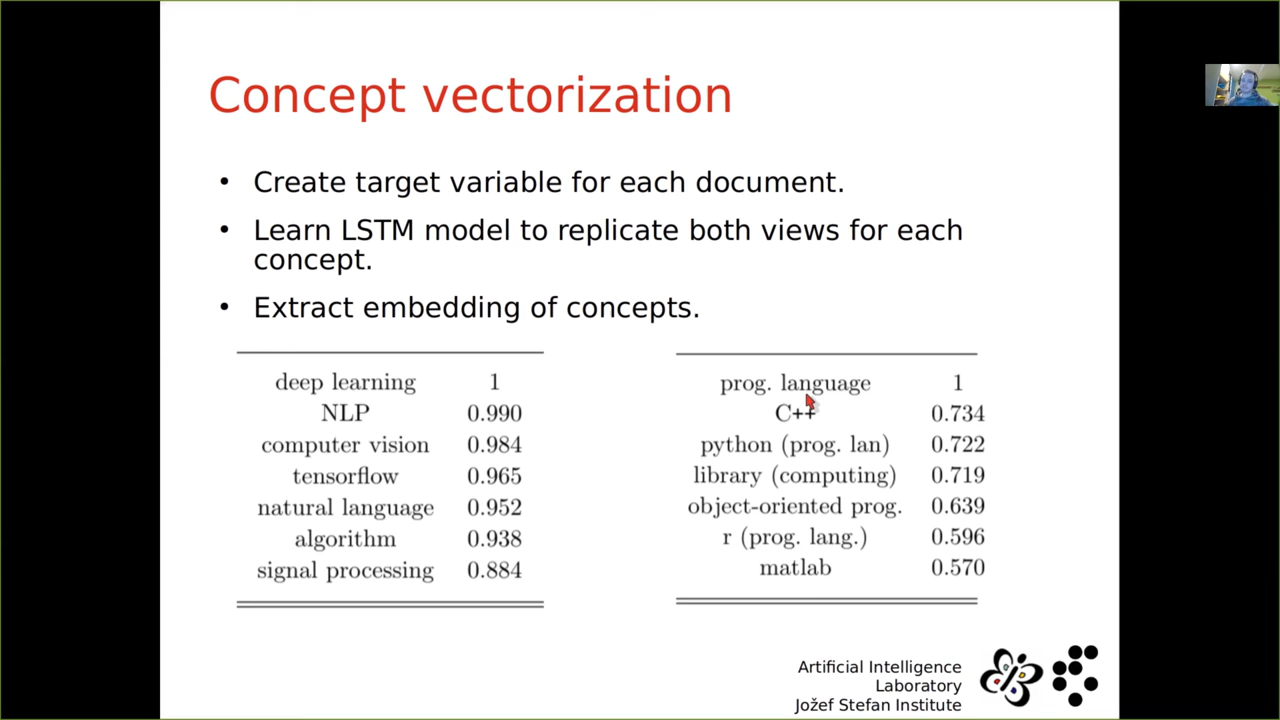 Concept vectorization
• Create target variable for each document.
• Learn LSTM model to replicate both views for each
concept.
• Extract embedding of concepts.
deep learning 1
NLP 0.990
computer vision 0.984
tensorflow 0.965
natural language 0.952
algorithm 0.938
signal processing 0.884
prog. language 1
C++ 0.734
python (prog. lan) 0.722
library (computing) 0.719
object-oriented prog. 0.639
r (prog. lang.) 0.596
matlab 0.570
Artificial Intelligence
Laboratory
Jožef Stefan Institute